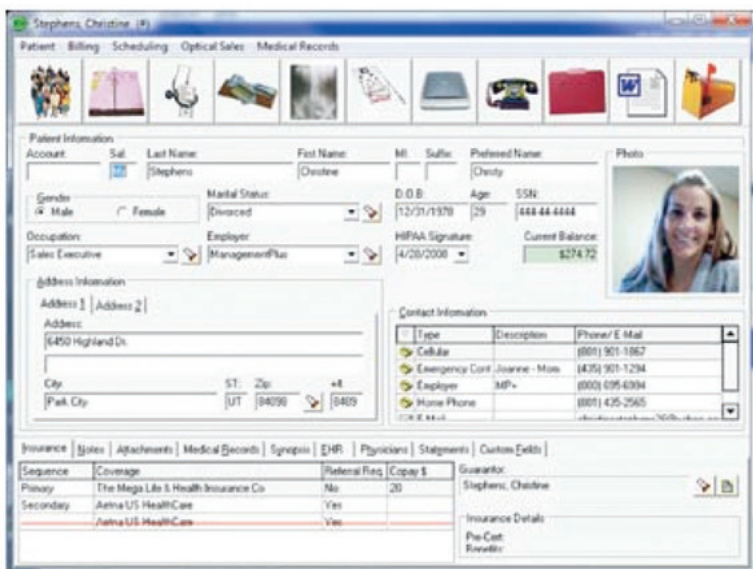 Stephens, Christine (#)
Patient Billing Scheduling Optical Sales Medical Records
W
Patient Information
Account: Sal: Last Name: First Name: MI: Suffix: Preferred Name: Photo
Stephens Christine Christy
Gender Marital Status: D.O.B: Age: SSN:
Male Female Divorced 12/31/1978 29 444-44-4444
Occupation: Employer HIPAA Signature: Current Balance:
Sales Executive ManagementPlus 4/28/2008 $274.72
Address Information
Address 1 Address 2
Address:
6450 Highland Dr.
City: ST: Zip: +4:
Park City UT 84098 8489
Contact Information
Type Description Phone/ E-Mail
Cellular (801) 901-1867
Emergency Cont Joanne - Mom (435) 901-1294
Employer MP+ (000) 695-6994
Home Phone (801) 435-2565
E-Mail
Insurance Notes Attachments Medical Records Synopsis EHR Physicians Statements Custom Fields
Sequence Coverage Referral Req. Copay $
Primary The Mega Life & Health Insurance Co No 20
Secondary Aetna US HealthCare Yes
Aetna US HealthCare Yes
Guarantor:
Stephens, Christine
Insurance Details
Pre-Cert:
Benefits: